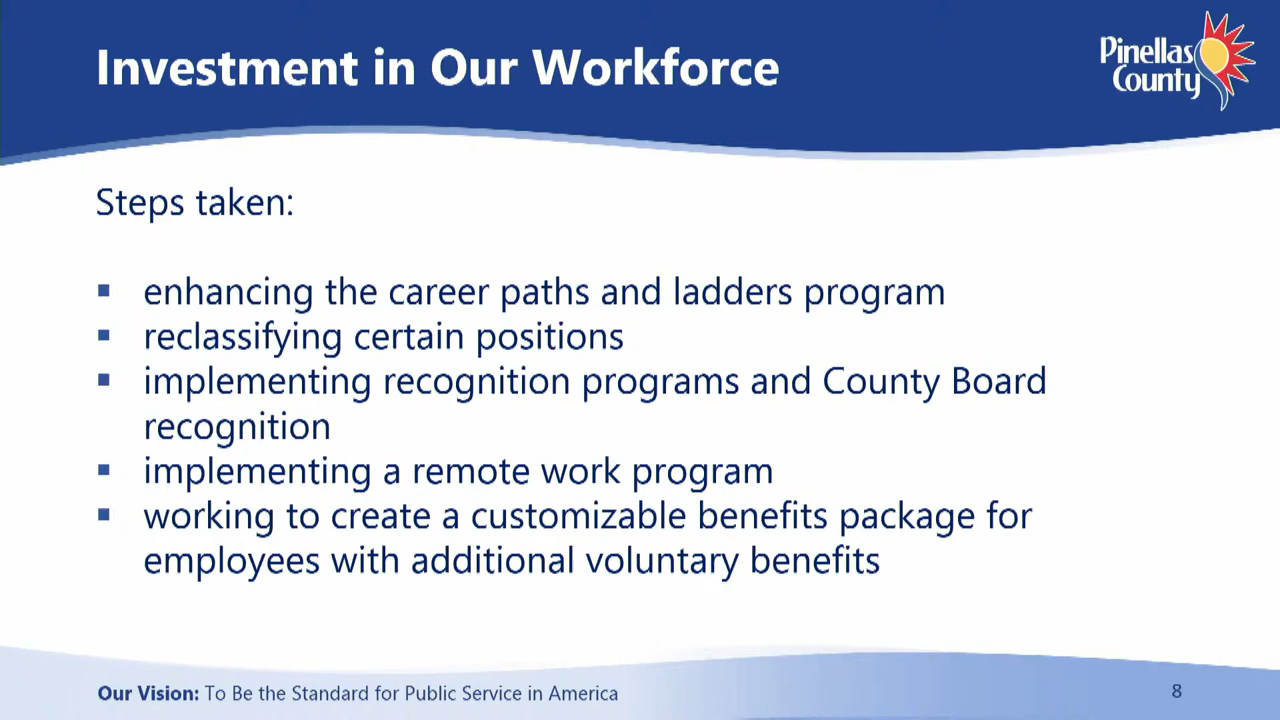 Investment in Our Workforce
Pinellas
County
Steps taken:
▪ enhancing the career paths and ladders program
▪ reclassifying certain positions
▪ implementing recognition programs and County Board
recognition
▪ implementing a remote work program
▪ working to create a customizable benefits package for
employees with additional voluntary benefits
Our Vision: To Be the Standard for Public Service in America
8